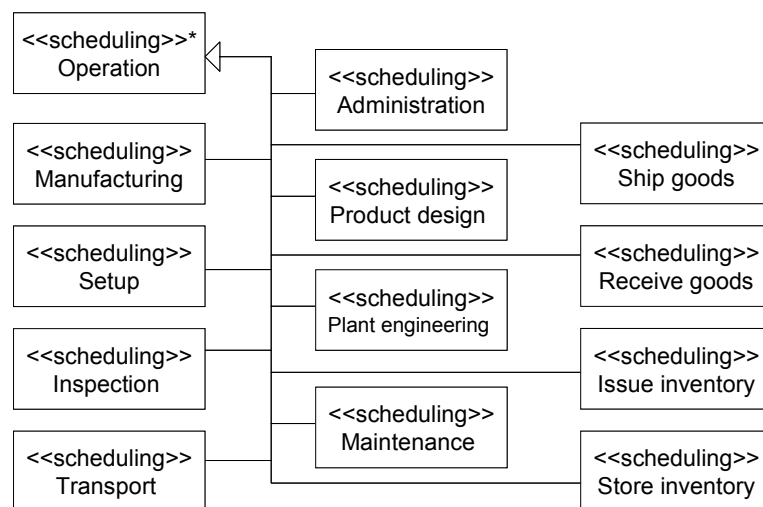 <<scheduling>>*
Operation
<<scheduling>>
Administration
<<scheduling>>
Manufacturing
<<scheduling>>
Ship goods
<<scheduling>>
Product design
<<scheduling>>
Setup
<<scheduling>>
Receive goods
<<scheduling>>
Plant engineering
<<scheduling>>
Inspection
<<scheduling>>
Issue inventory
<<scheduling>>
Maintenance
<<scheduling>>
Transport
<<scheduling>>
Store inventory